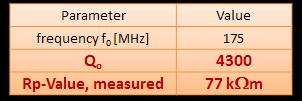 Parameter Value
frequency f₀ [MHz] 175
Qₒ 4300
Rp-Value, measured 77 kΩm